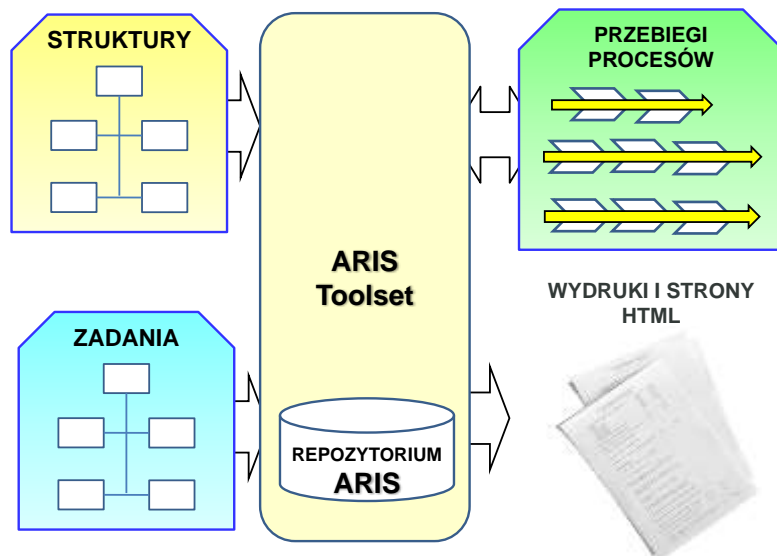 STRUKTURY
PRZEBIEGI
PROCESÓW
ARIS
Toolset
WYDRUKI I STRONY
HTML
ZADANIA
REPOZYTORIUM
ARIS